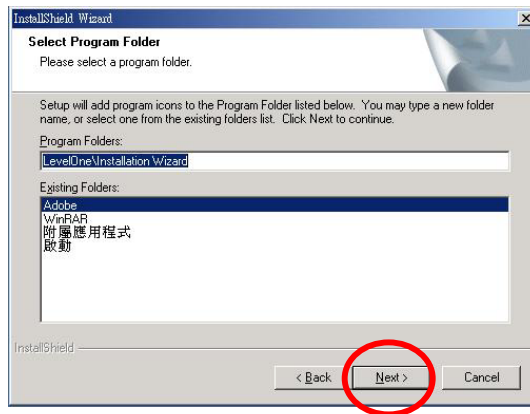 InstallShield Wizard
Select Program Folder
Please select a program folder.
Setup will add program icons to the Program Folder listed below. You may type a new folder
name, or select one from the existing folders list. Click Next to continue.
Program Folders:
LevelOne\Installation Wizard
Existing Folders:
Adobe
WinRAR
附屬應用程式
啟動
InstallShield
< Back Next > Cancel